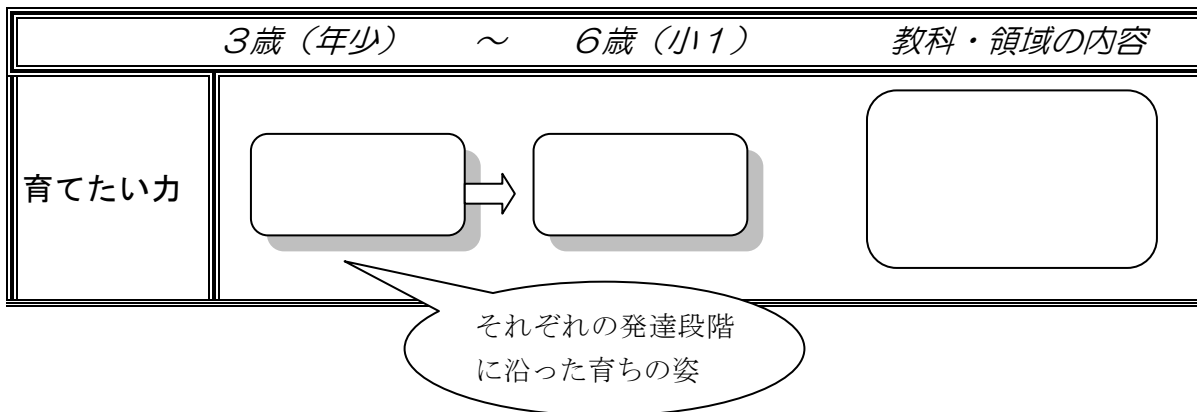 ３歳（年少）　～　６歳（小１）　教科・領域の内容
育てたい力
それぞれの発達段階
に沿った育ちの姿